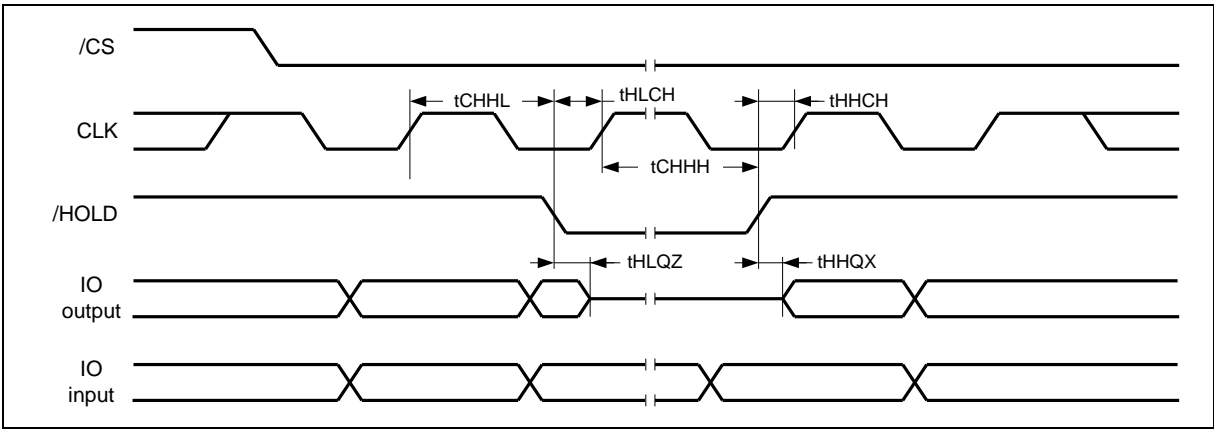 /CS
tCHHL
tHLCH
tHHCH
CLK
tCHHH
/HOLD
tHLQZ
tHHQX
IO
output
IO
input